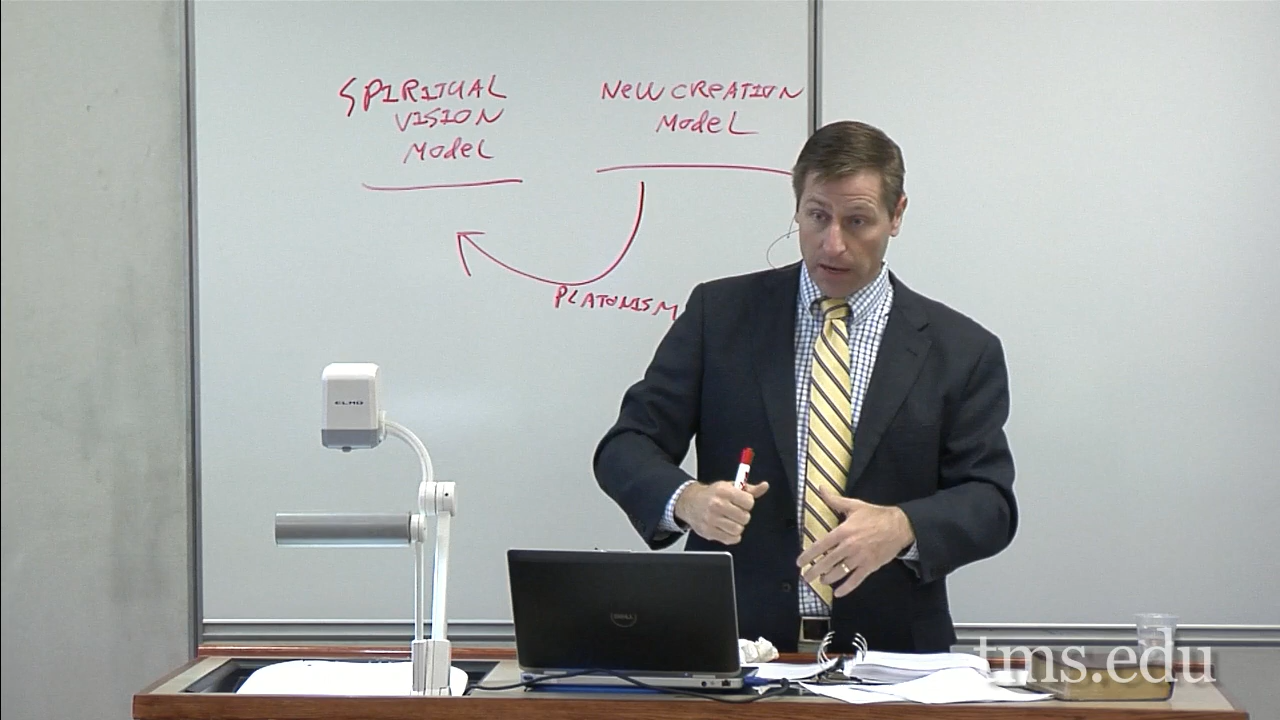 SPIRITUAL
VISION
MODEL
NEW CREATION
MODEL
PLATONISM
ELMO
DELL
tms.edu